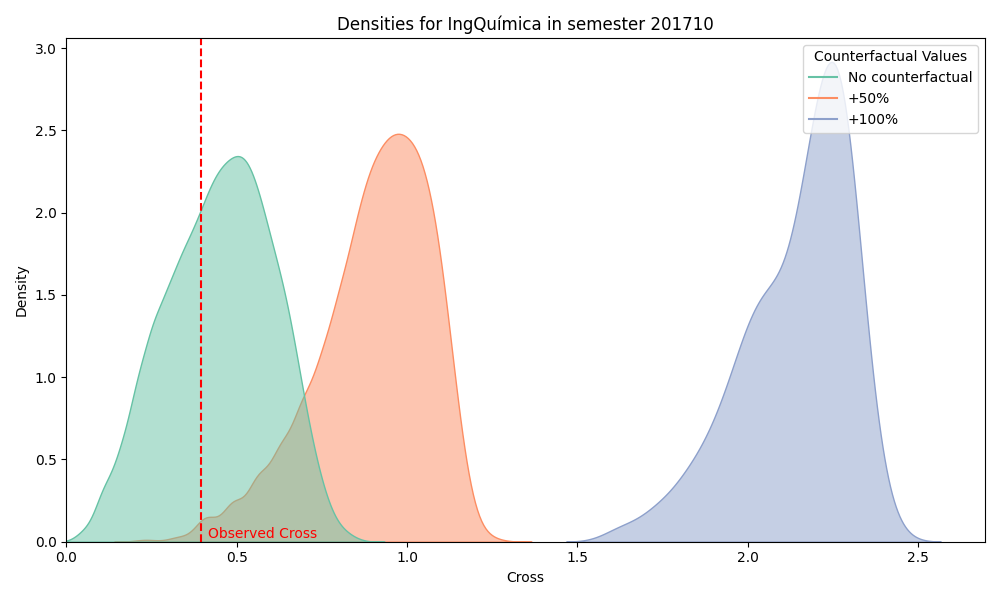 Densities for IngQuímica in semester 201710
Counterfactual Values
No counterfactual
+50%
+100%
Density
3.0
2.5
2.0
1.5
1.0
0.5
0.0
Observed Cross
0.0 0.5 1.0 1.5 2.0 2.5
Cross